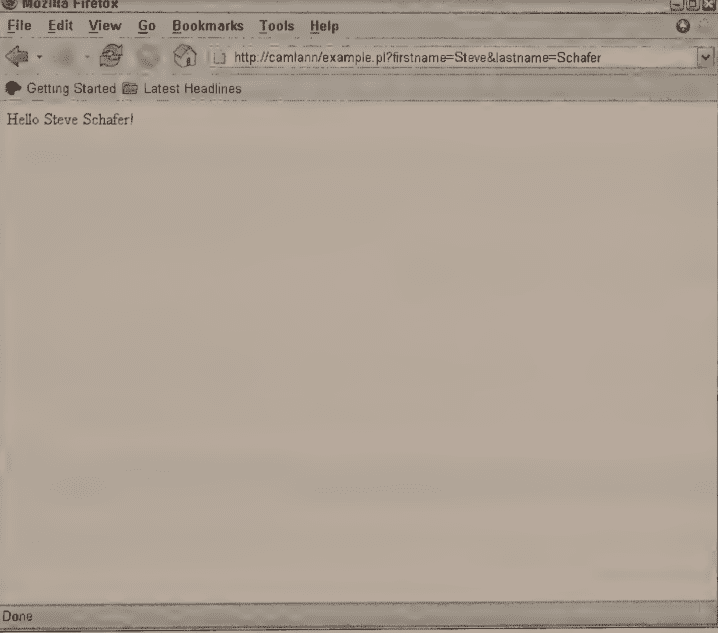 Mozilla Firefox
File Edit View Go Bookmarks Tools Help
http://camlann/example.pl?firstname=Steve&lastname=Schafer
Getting Started Latest Headlines
Hello Steve Schafer!
Done